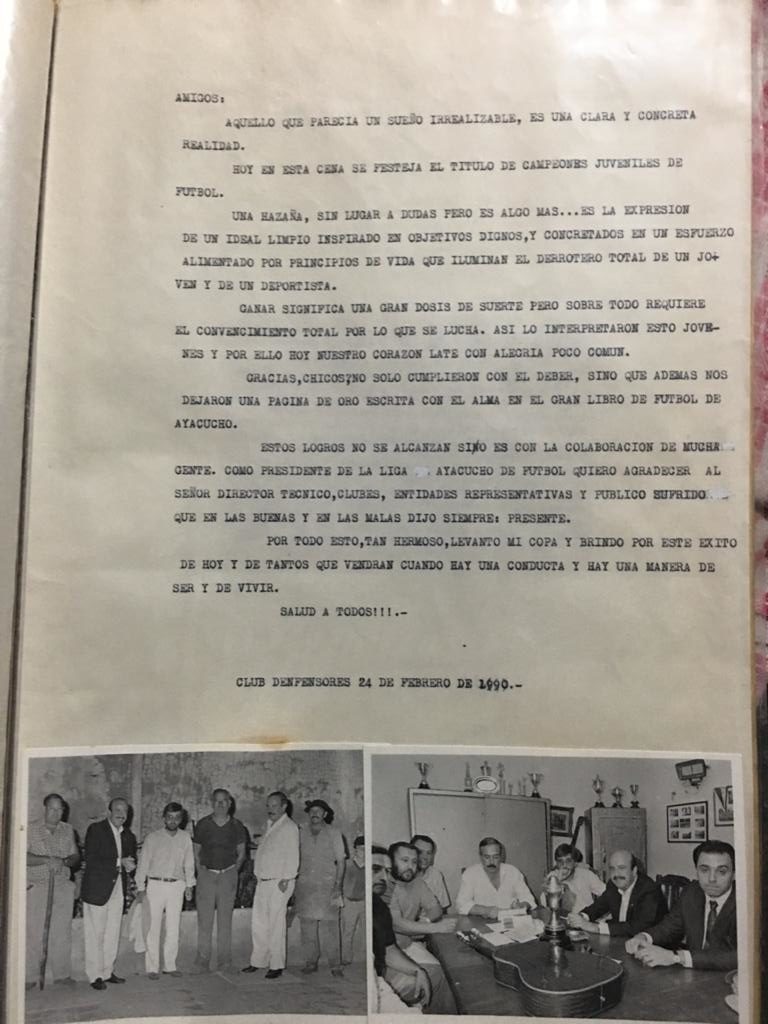 AMIGOS:
AQUELLO QUE PARECIA UN SUEÑO IRREALIZABLE, ES UNA CLARA Y CONCRETA
REALIDAD.
HOY EN ESTA CENA SE FESTEJA EL TITULO DE CAMPEONES JUVENILES DE
FUTBOL.
UNA HAZAÑA, SIN LUGAR A DUDAS PERO ES ALGO MAS...ES LA EXPRESION
DE UN IDEAL LIMPIO INSPIRADO EN OBJETIVOS DIGNOS,Y CONCRETADOS EN UN ESFUERZO
ALIMENTADO POR PRINCIPIOS DE VIDA QUE ILUMINAN EL DERROTERO TOTAL DE UN JO-
VEN Y DE UN DEPORTISTA.
GANAR SIGNIFICA UNA GRAN DOSIS DE SUERTE PERO SOBRE TODO REQUIERE
EL CONVENCIMIENTO TOTAL POR LO QUE SE LUCHA. ASI LO INTERPRETARON ESTO JOVE-
NES Y POR ELLO HOY NUESTRO CORAZON LATE CON ALEGRIA POCO COMUN.
GRACIAS,CHICOS?NO SOLO CUMPLIERON CON EL DEBER, SINO QUE ADEMAS NOS
DEJARON UNA PAGINA DE ORO ESCRITA CON EL ALMA EN EL GRAN LIBRO DE FUTBOL DE
AYACUCHO.
ESTOS LOGROS NO SE ALCANZAN SI/NO ES CON LA COLABORACION DE MUCHA
GENTE. COMO PRESIDENTE DE LA LIGA AYACUCHO DE FUTBOL QUIERO AGRADECER AL
SEÑOR DIRECTOR TECNICO,CLUBES, ENTIDADES REPRESENTATIVAS Y PUBLICO SUFRIDO
QUE EN LAS BUENAS Y EN LAS MALAS DIJO SIEMPRE: PRESENTE.
POR TODO ESTO,TAN HERMOSO,LEVANTO MI COPA Y BRINDO POR ESTE EXITO
DE HOY Y DE TANTOS QUE VENDRAN CUANDO HAY UNA CONDUCTA Y HAY UNA MANERA DE
SER Y DE VIVIR.
SALUD A TODOS!!!.-
CLUB DENFENSORES 24 DE FEBRERO DE 1990.-